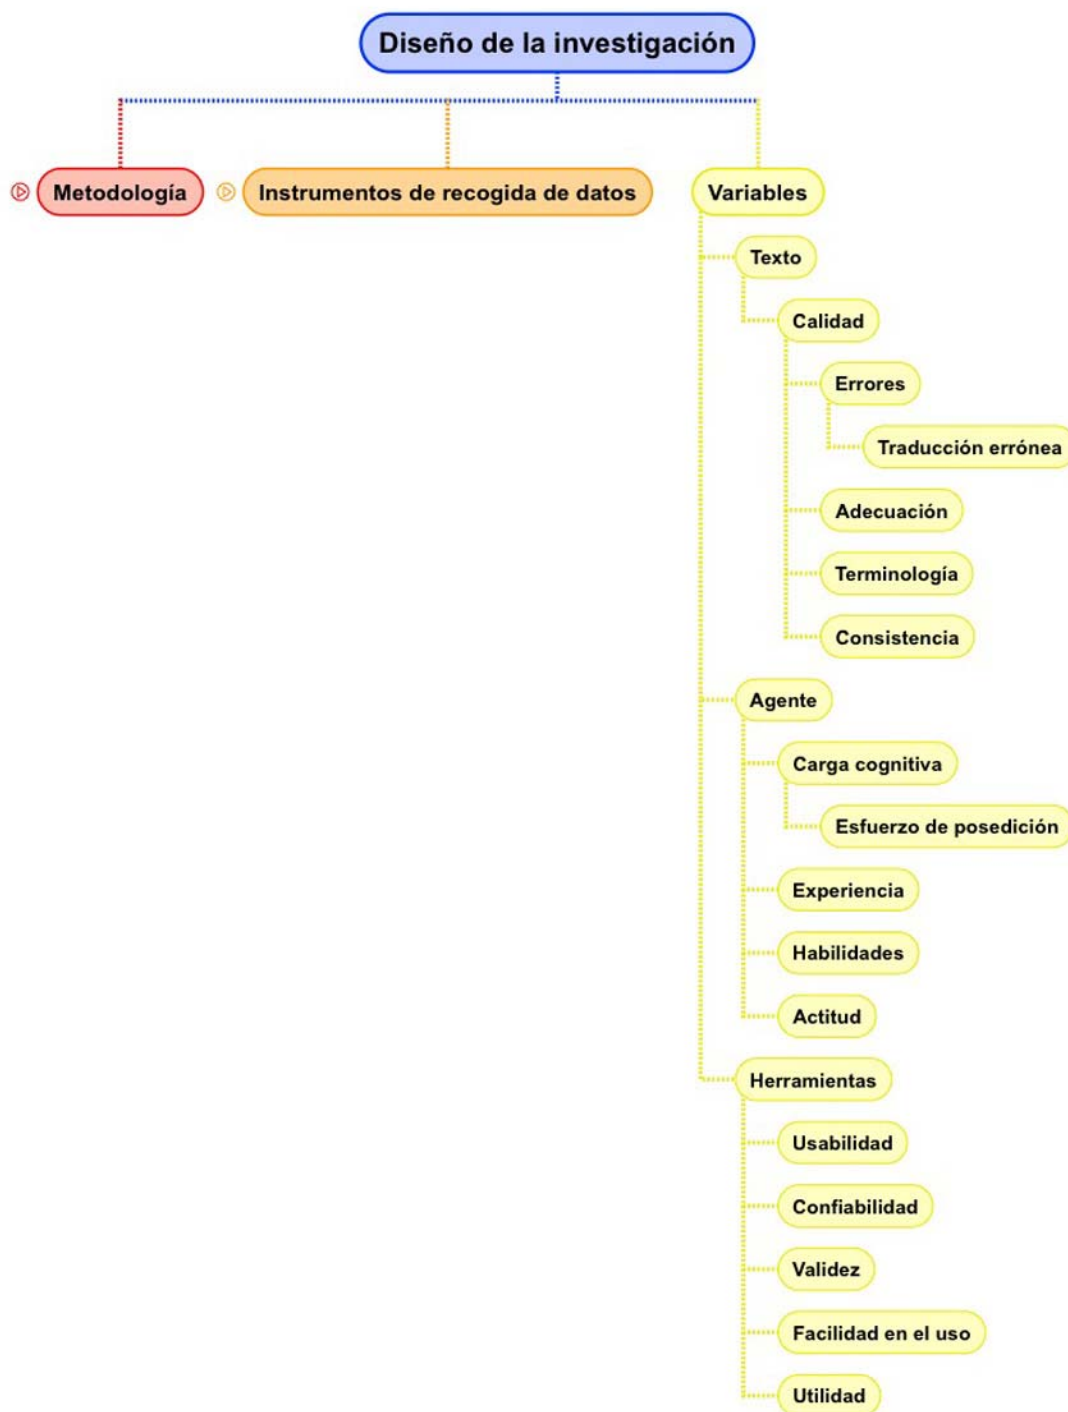 Diseño de la investigación
Metodología
Instrumentos de recogida de datos
Variables
Texto
Calidad
Errores
Traducción errónea
Adecuación
Terminología
Consistencia
Agente
Carga cognitiva
Esfuerzo de posedición
Experiencia
Habilidades
Actitud
Herramientas
Usabilidad
Confiabilidad
Validez
Facilidad en el uso
Utilidad